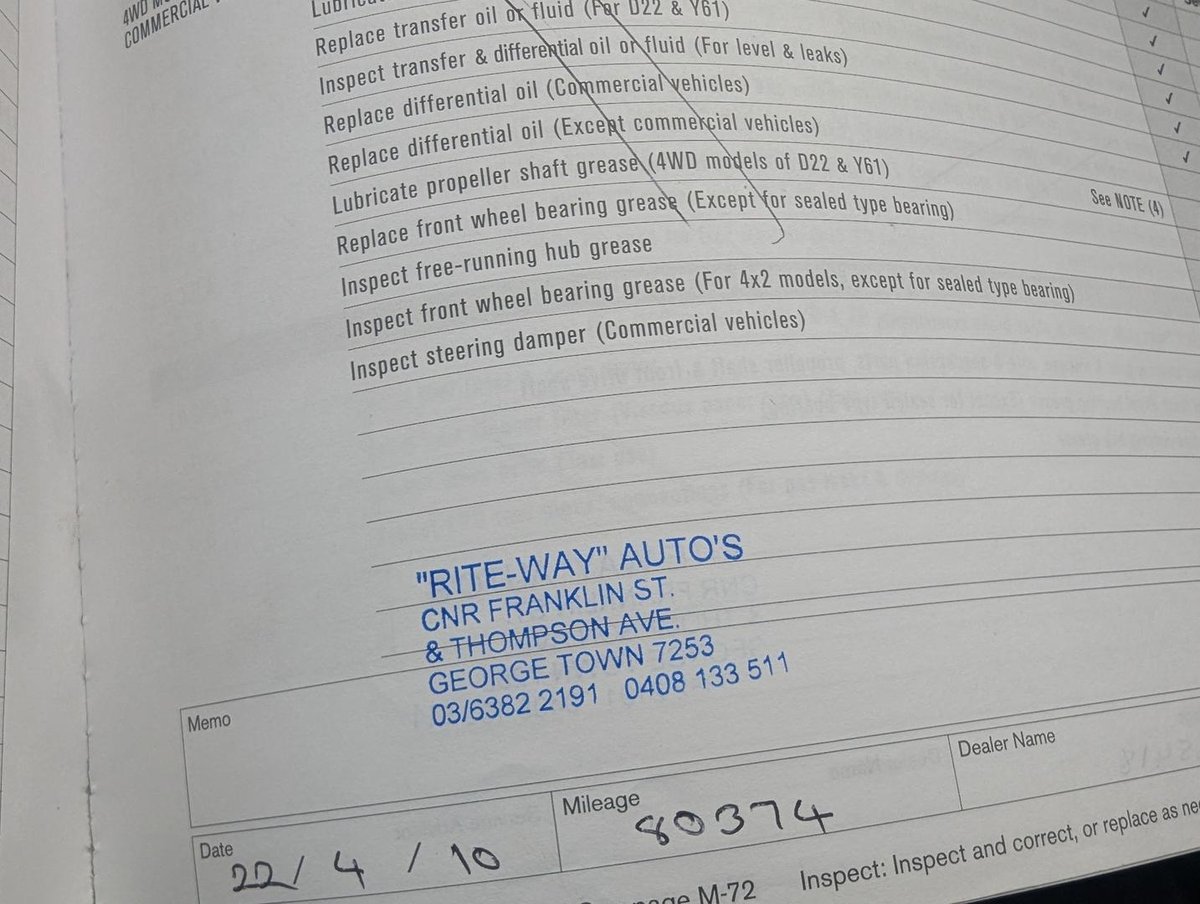 COMMERCIAL
Replace transfer oil or fluid (For D22 & Y61)
Inspect transfer & differential oil or fluid (For level & leaks)
Replace differential oil (Commercial vehicles)
Replace differential oil (Except commercial vehicles)
Lubricate propeller shaft grease (4WD models of D22 & Y61)
Replace front wheel bearing grease (Except for sealed type bearing)
See NOTE (4)
Inspect free-running hub grease
Inspect front wheel bearing grease (For 4x2 models, except for sealed type bearing)
Inspect steering damper (Commercial vehicles)
"RITE-WAY" AUTO'S
CNR FRANKLIN ST.
& THOMPSON AVE.
GEORGE TOWN 7253
03/6382 2191 0408 133 511
Memo
Date
22/4/10
Mileage
80374
Dealer Name
page M-72
Inspect: Inspect and correct, or replace as